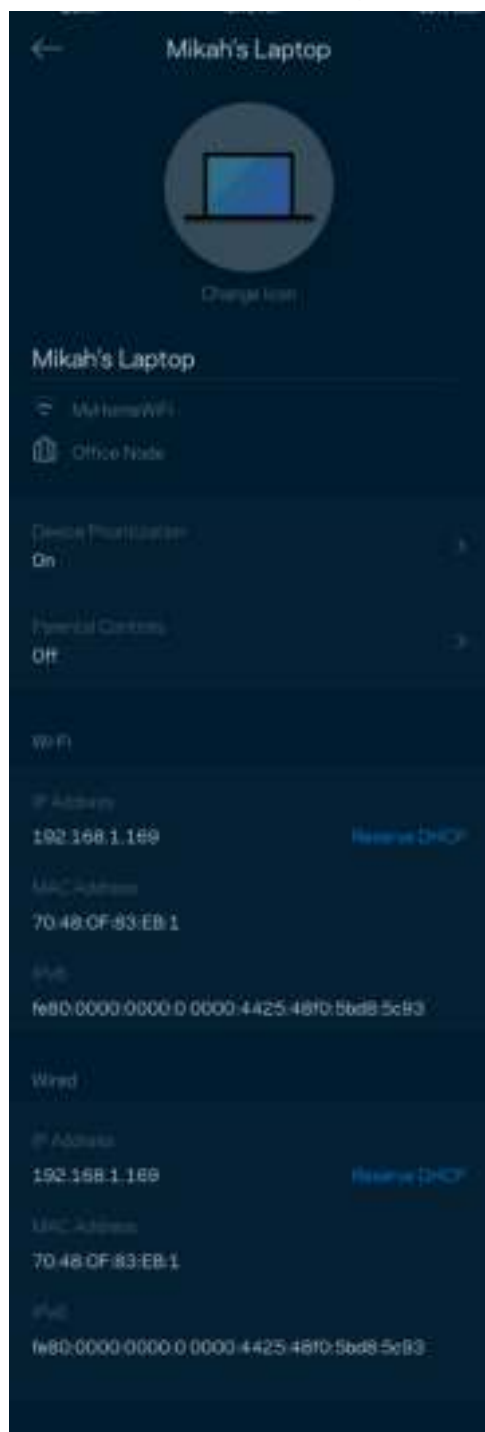 Mikah's Laptop
Change Icon
Mikah's Laptop
MyHomeWiFi
Office Node
Device Prioritization
On
Parental Controls
Off
Wi-Fi
IP Address
192.168.1.169
Reserve DHCP
MAC Address
70:48:0F:83:EB:1
IPv6
fe80:0000:0000:0 0000:4425:48f0:5bd8:5c93
Wired
IP Address
192.168.1.169
Reserve DHCP
MAC Address
70:48:0F:83:EB:1
IPv6
fe80:0000:0000:0 0000:4425:48f0:5bd8:5c93